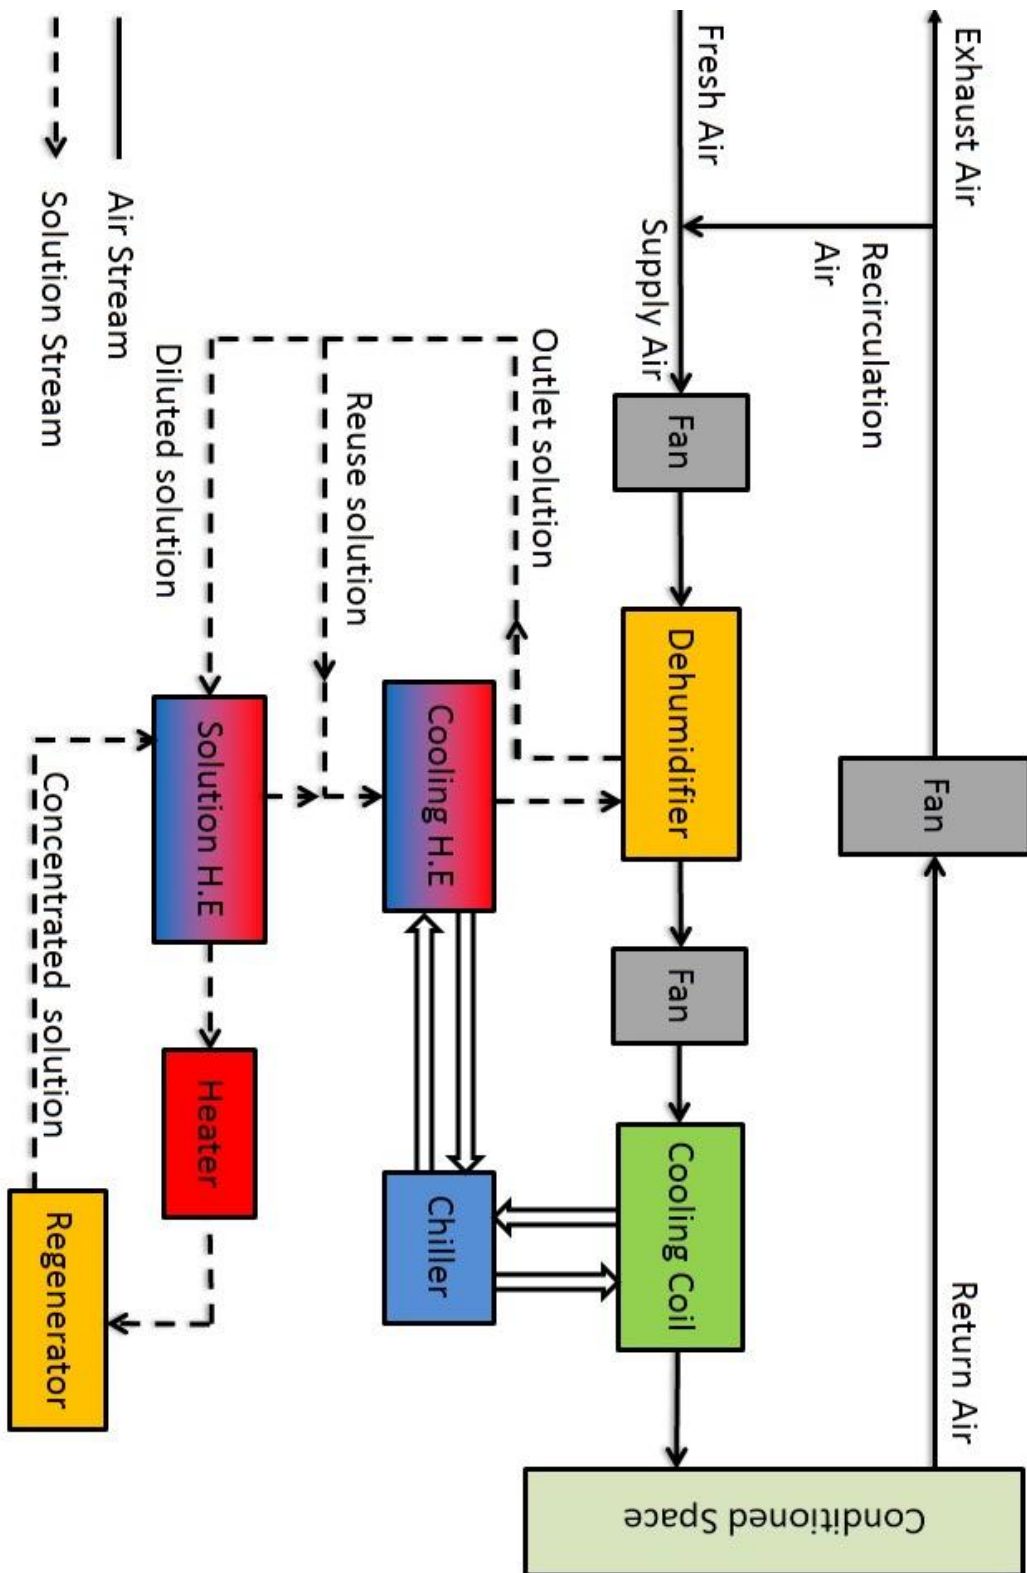 Exhaust Air
Return Air
Fan
Recirculation
Air
Fresh Air
Supply Air
Fan
Dehumidifier
Fan
Cooling Coil
Conditioned Space
Outlet solution
Cooling H.E
Chiller
Reuse solution
Diluted solution
Solution H.E
Heater
Concentrated solution
Regenerator
Air Stream
Solution Stream